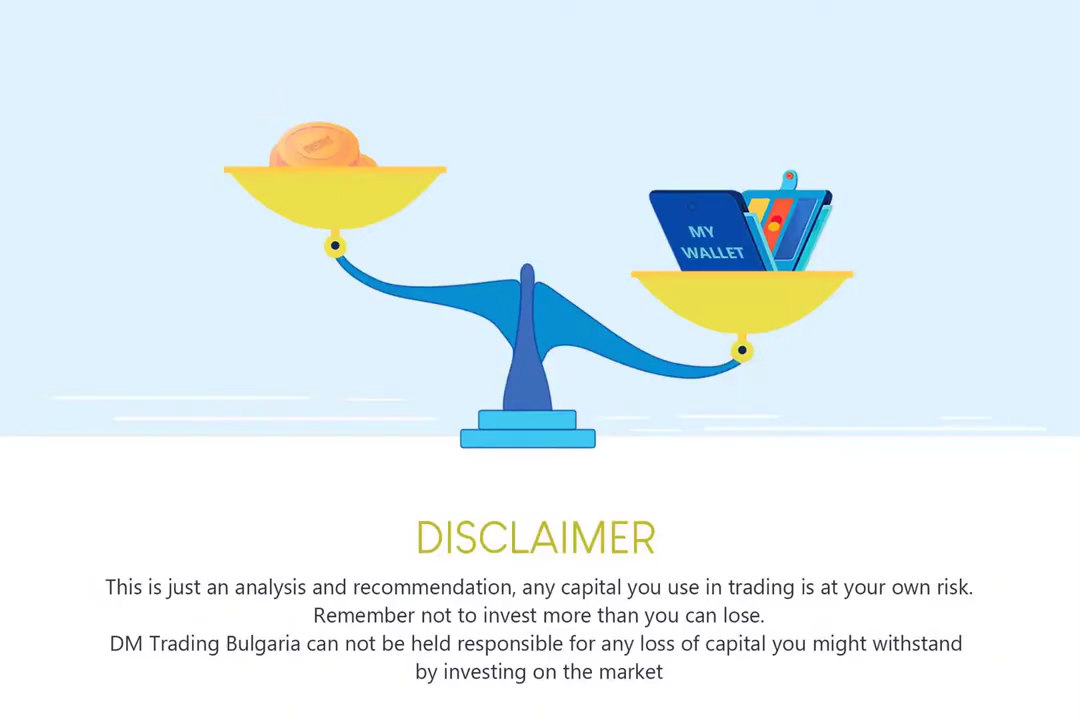 MY
WALLET
DISCLAIMER
This is just an analysis and recommendation, any capital you use in trading is at your own risk.
Remember not to invest more than you can lose.
DM Trading Bulgaria can not be held responsible for any loss of capital you might withstand
by investing on the market